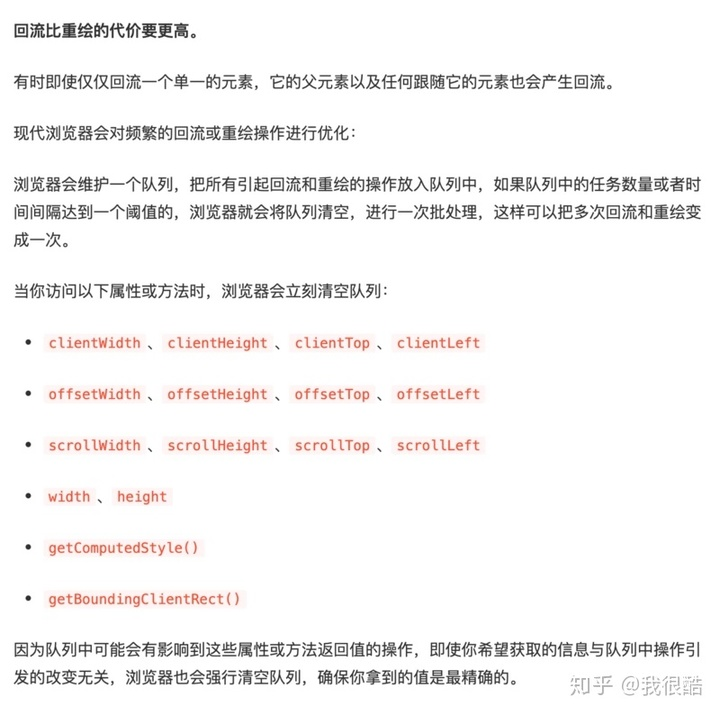 回流比重绘的代价要更高。
有时即使仅仅回流一个单一的元素，它的父元素以及任何跟随它的元素也会产生回流。
现代浏览器会对频繁的回流或重绘操作进行优化：
浏览器会维护一个队列，把所有引起回流和重绘的操作放入队列中，如果队列中的任务数量或者时
间间隔达到一个阈值的，浏览器就会将队列清空，进行一次批处理，这样可以把多次回流和重绘变
成一次。
当你访问以下属性或方法时，浏览器会立刻清空队列：
• clientWidth 、 clientHeight 、 clientTop 、 clientLeft
• offsetWidth 、 offsetHeight 、 offsetTop 、 offsetLeft
• scrollWidth 、 scrollHeight 、 scrollTop 、 scrollLeft
• width 、 height
• getComputedStyle()
• getBoundingClientRect()
因为队列中可能会有影响到这些属性或方法返回值的操作，即使你希望获取的信息与队列中操作引
发的改变无关，浏览器也会强行清空队列，确保你拿到的值是最精确的。
知乎 @我很酷